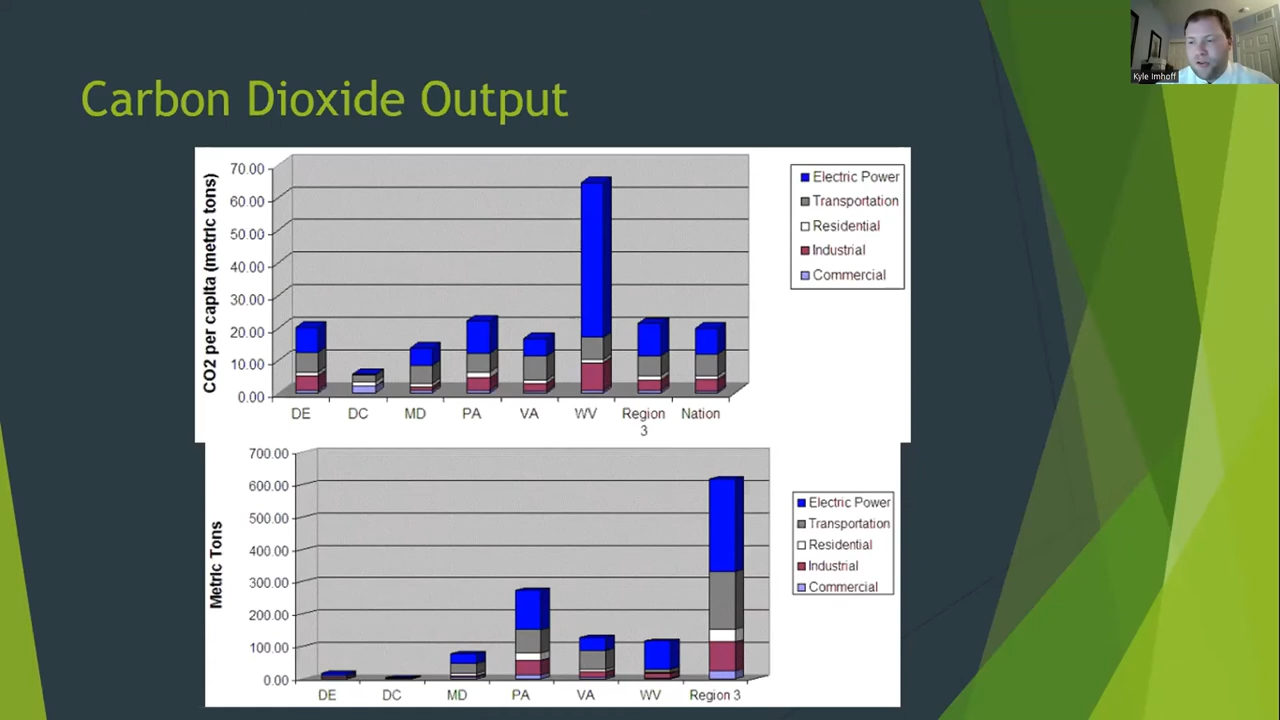 Kyle Imhoff
Carbon Dioxide Output
CO2 per capita (metric tons)
70.00
60.00
50.00
40.00
30.00
20.00
10.00
0.00
DE DC MD PA VA WV Region 3 Nation
Electric Power
Transportation
Residential
Industrial
Commercial
Metric Tons
700.00
600.00
500.00
400.00
300.00
200.00
100.00
0.00
DE DC MD PA VA WV Region 3
Electric Power
Transportation
Residential
Industrial
Commercial